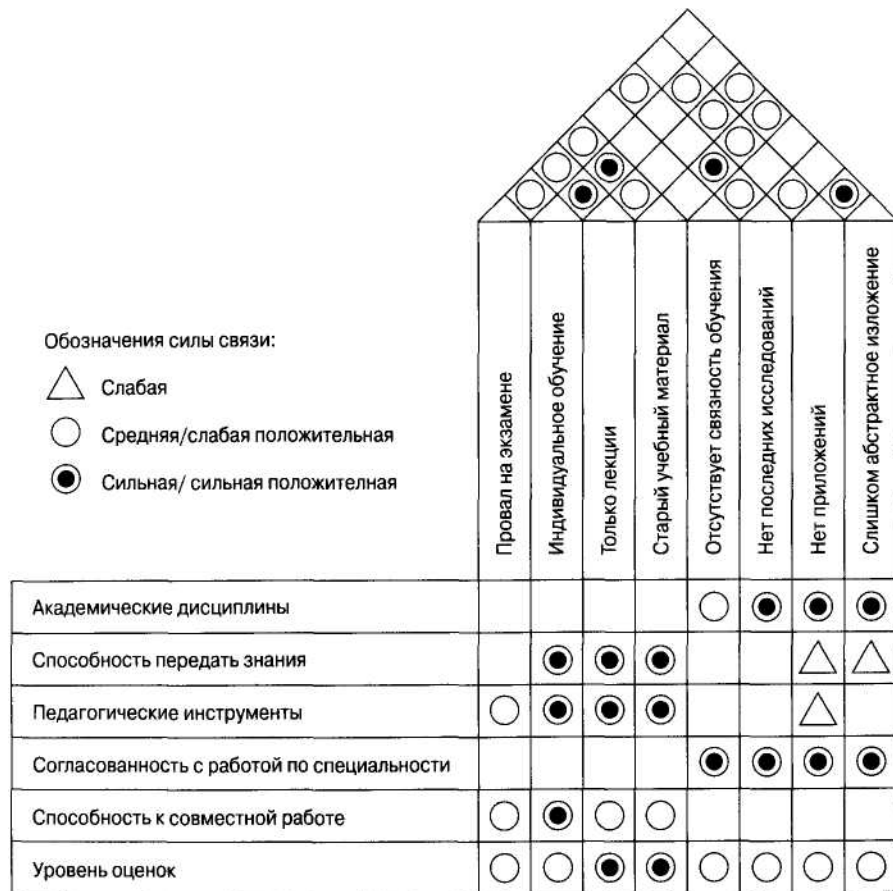 Обозначения силы связи:
Слабая
Средняя/слабая положительная
Сильная/ сильная положителная
Провал на экзамене
Индивидуальное обучение
Только лекции
Старый учебный материал
Отсутствует связность обучения
Нет последних исследований
Нет приложений
Слишком абстрактное изложение
Академические дисциплины
Способность передать знания
Педагогические инструменты
Согласованность с работой по специальности
Способность к совместной работе
Уровень оценок